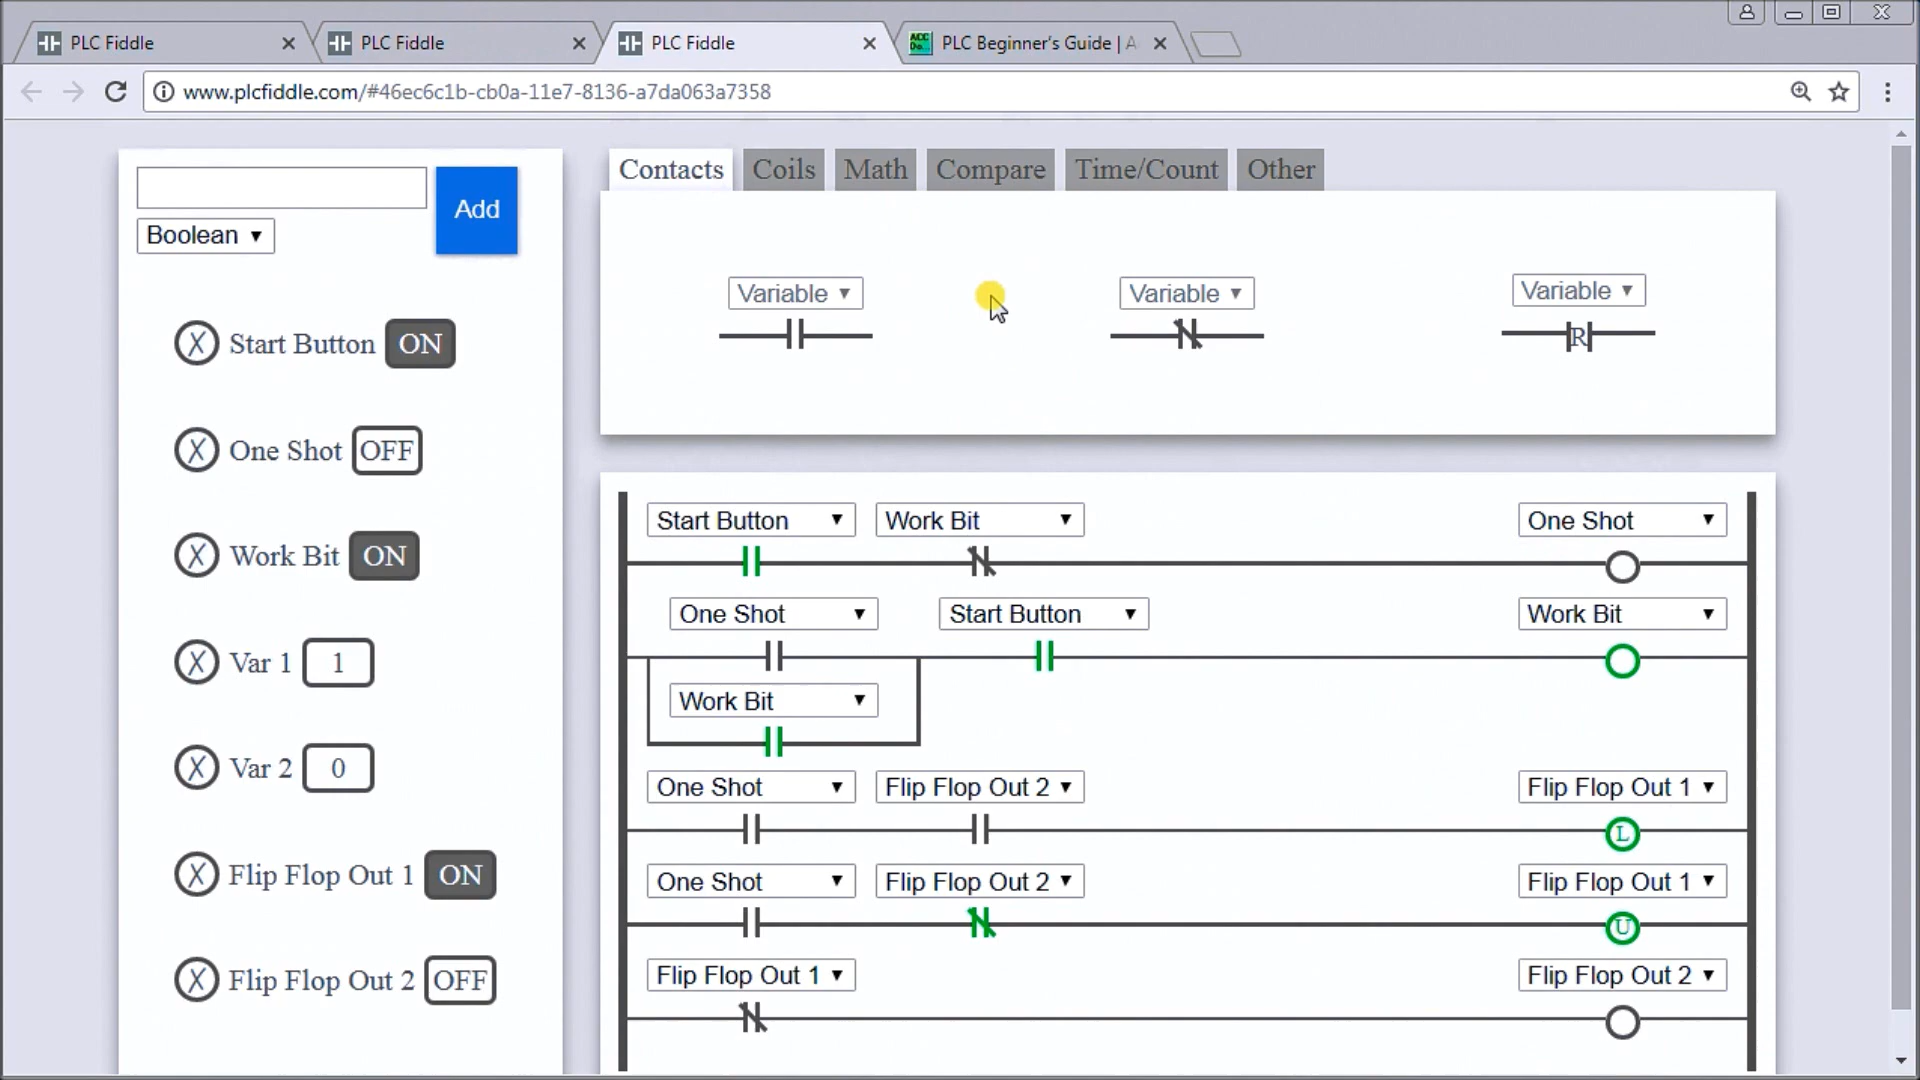 PLC Fiddle
PLC Fiddle
PLC Fiddle
PLC Beginner's Guide | A
www.plcfiddle.com/#46ec6c1b-cb0a-11e7-8136-a7da063a7358
Add
Boolean
X Start Button ON
X One Shot OFF
X Work Bit ON
X Var 1 1
X Var 2 0
X Flip Flop Out 1 ON
X Flip Flop Out 2 OFF
Contacts Coils Math Compare Time/Count Other
Variable Variable Variable
R
Start Button Work Bit One Shot
One Shot Start Button Work Bit
Work Bit
One Shot Flip Flop Out 2 Flip Flop Out 1
L
One Shot Flip Flop Out 2 Flip Flop Out 1
U
Flip Flop Out 1 Flip Flop Out 2